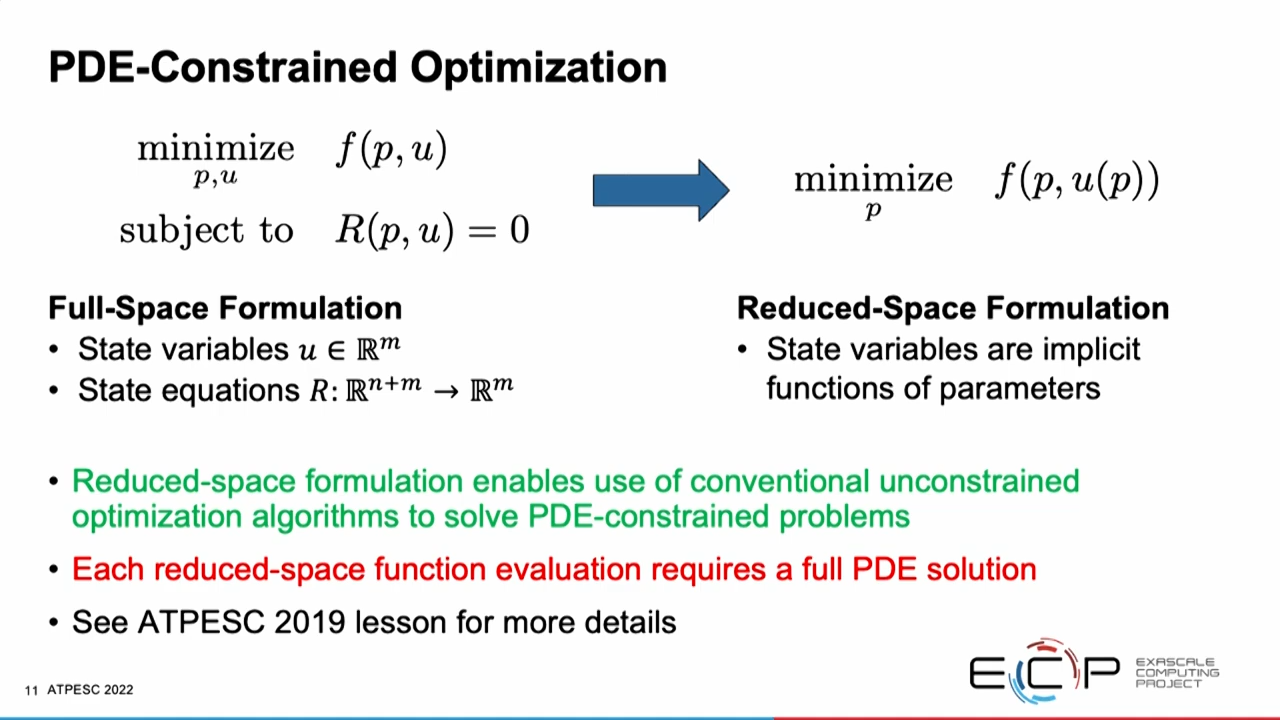 PDE-Constrained Optimization
minimize f(p, u)
p,u
subject to R(p, u) = 0
minimize f(p, u(p))
p
Full-Space Formulation
• State variables u ∈ ℝᵐ
• State equations R: ℝⁿ⁺ᵐ → ℝᵐ
Reduced-Space Formulation
• State variables are implicit
functions of parameters
• Reduced-space formulation enables use of conventional unconstrained
optimization algorithms to solve PDE-constrained problems
• Each reduced-space function evaluation requires a full PDE solution
• See ATPESC 2019 lesson for more details
11 ATPESC 2022
ECP
EXASCALE
COMPUTING
PROJECT